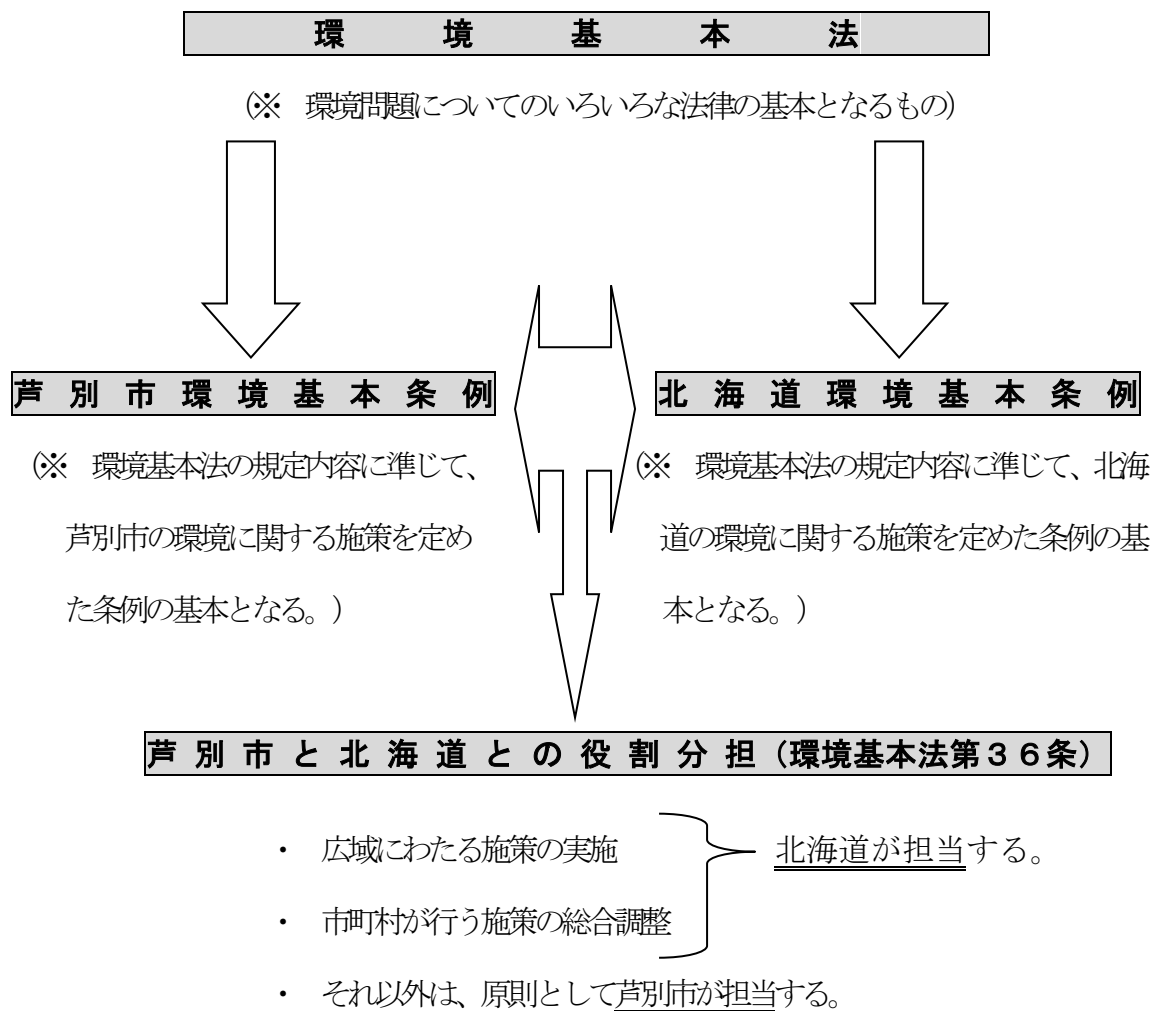 環境基本法
(※ 環境問題についてのいろいろな法律の基本となるもの)
芦別市環境基本条例
(※ 環境基本法の規定内容に準じて、
芦別市の環境に関する施策を定め
た条例の基本となる。)
北海道環境基本条例
(※ 環境基本法の規定内容に準じて、北海
道の環境に関する施策を定めた条例の基
本となる。)
芦別市と北海道との役割分担(環境基本法第36条)
・ 広域にわたる施策の実施
・ 市町村が行う施策の総合調整
北海道が担当する。
・ それ以外は、原則として芦別市が担当する。